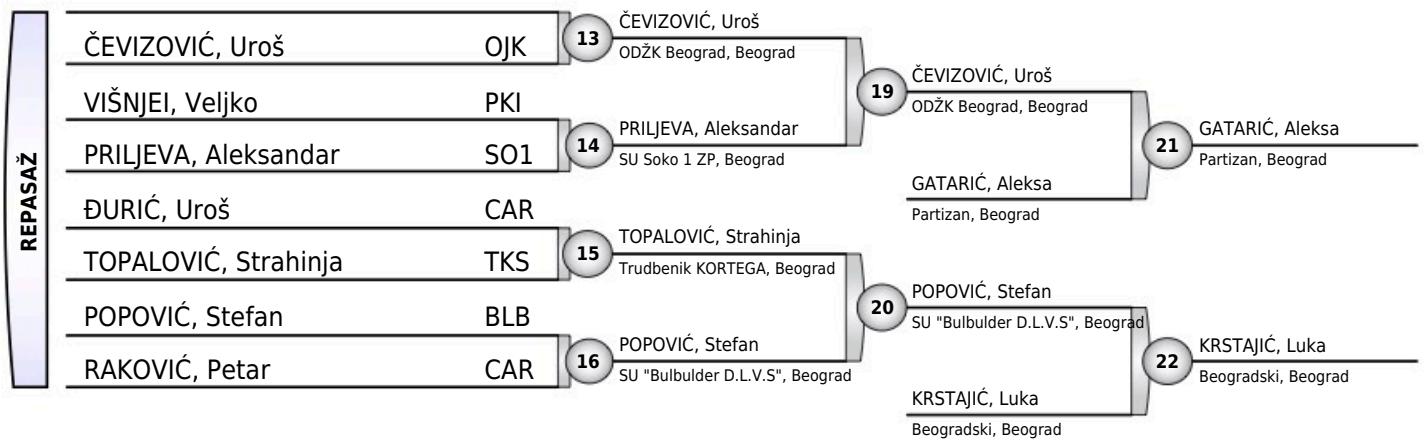 REPASAŽ
ČEVIZOVIĆ, Uroš OJK
VIŠNJEI, Veljko PKI
PRILJEVA, Aleksandar SO1
ĐURIĆ, Uroš CAR
TOPALOVIĆ, Strahinja TKS
POPOVIĆ, Stefan BLB
RAKOVIĆ, Petar CAR
13
ČEVIZOVIĆ, Uroš
ODŽK Beograd, Beograd
14
PRILJEVA, Aleksandar
SU Soko 1 ZP, Beograd
15
TOPALOVIĆ, Strahinja
Trudbenik KORTEGA, Beograd
16
POPOVIĆ, Stefan
SU "Bulbulder D.L.V.S", Beograd
19
ČEVIZOVIĆ, Uroš
ODŽK Beograd, Beograd
GATARIĆ, Aleksa
Partizan, Beograd
20
POPOVIĆ, Stefan
SU "Bulbulder D.L.V.S", Beograd
KRSTAJIĆ, Luka
Beogradski, Beograd
21
GATARIĆ, Aleksa
Partizan, Beograd
22
KRSTAJIĆ, Luka
Beogradski, Beograd